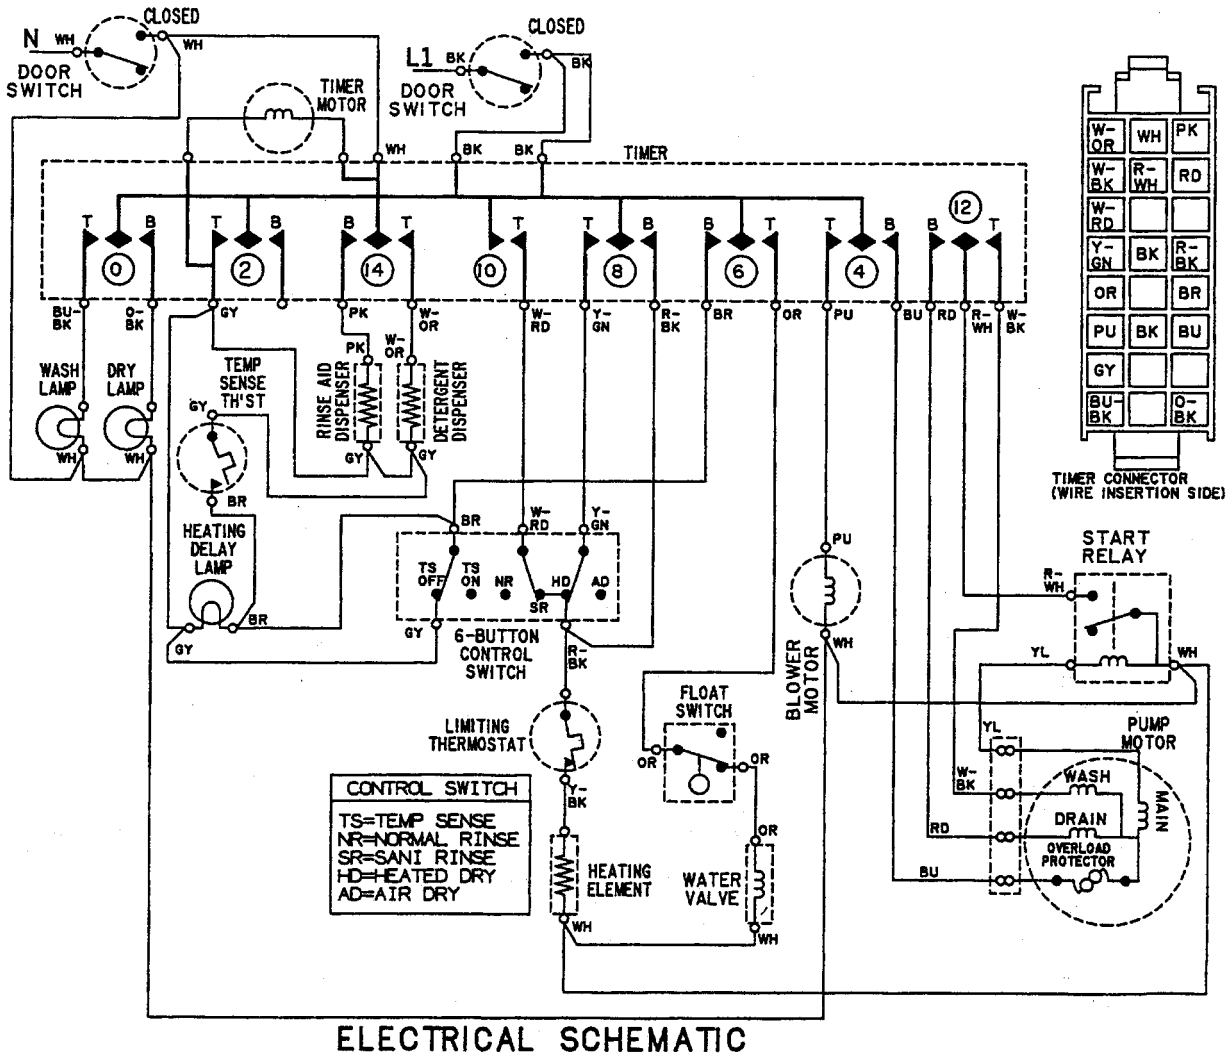 N WH
DOOR
SWITCH
CLOSED
WH
TIMER
MOTOR
L1 BK
DOOR
SWITCH
CLOSED
BK
WH
BK
BK
TIMER
T B
0
T B
2
B T
14
T
10
T B
8
B T
6
T B
4
B T
12
BU-
BK
O-
BK
GY
PK
W-
OR
W-
RD
Y-
GN
R-
BK
BR
OR
PU
BU
RD
R-
WH
W-
BK
WASH
LAMP
DRY
LAMP
WH
WH
TEMP
SENSE
TH'ST
GY
BR
PK
RINSE AID
DISPENSER
GY
W-
OR
DETERGENT
DISPENSER
GY
HEATING
DELAY
LAMP
GY
BR
BR
W-
RD
Y-
GN
TS
OFF
TS
ON
NR
SR
HD
AD
GY
6-BUTTON
CONTROL
SWITCH
R-
BK
LIMITING
THERMOSTAT
Y-
BK
HEATING
ELEMENT
WH
FLOAT
SWITCH
OR
OR
OR
WATER
VALVE
WH
PU
BLOWER
MOTOR
WH
START
RELAY
R-
WH
YL
WH
YL
PUMP
MOTOR
W-
BK
WASH
MAIN
RD
DRAIN
OVERLOAD
PROTECTOR
BU
W-
OR WH PK
W-
BK R-
WH RD
W-
RD
Y-
GN BK R-
BK
OR BR
PU BK BU
GY
BU-
BK O-
BK
TIMER CONNECTOR
(WIRE INSERTION SIDE)
CONTROL SWITCH
TS=TEMP SENSE
NR=NORMAL RINSE
SR=SANI RINSE
HD=HEATED DRY
AD=AIR DRY
ELECTRICAL SCHEMATIC